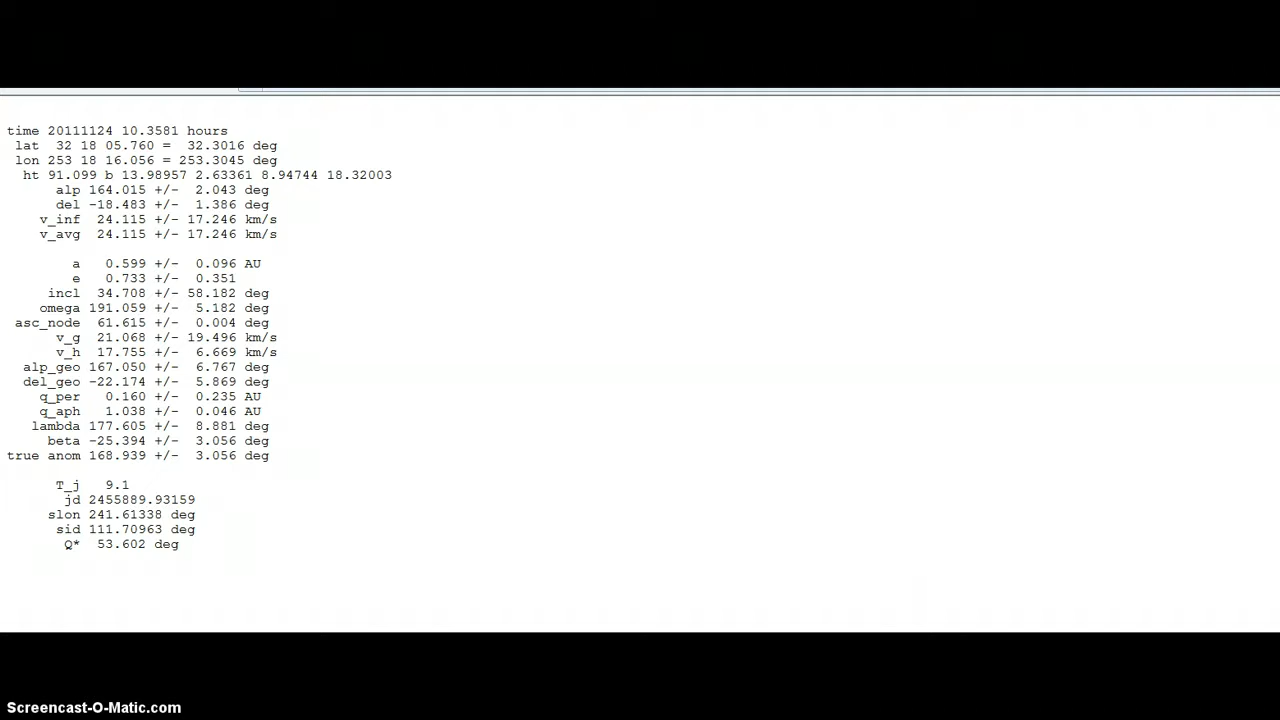 time 20111124 10.3581 hours
lat 32 18 05.760 = 32.3016 deg
lon 253 18 16.056 = 253.3045 deg
ht 91.099 b 13.98957 2.63361 8.94744 18.32003
alp 164.015 +/- 2.043 deg
del -18.483 +/- 1.386 deg
v_inf 24.115 +/- 17.246 km/s
v_avg 24.115 +/- 17.246 km/s
a 0.599 +/- 0.096 AU
e 0.733 +/- 0.351
incl 34.708 +/- 58.182 deg
omega 191.059 +/- 5.182 deg
asc_node 61.615 +/- 0.004 deg
v_g 21.068 +/- 19.496 km/s
v_h 17.755 +/- 6.669 km/s
alp_geo 167.050 +/- 6.767 deg
del_geo -22.174 +/- 5.869 deg
q_per 0.160 +/- 0.235 AU
q_aph 1.038 +/- 0.046 AU
lambda 177.605 +/- 8.881 deg
beta -25.394 +/- 3.056 deg
true anom 168.939 +/- 3.056 deg
T_j 9.1
jd 2455889.93159
slon 241.61338 deg
sid 111.70963 deg
Q* 53.602 deg
Screencast-O-Matic.com